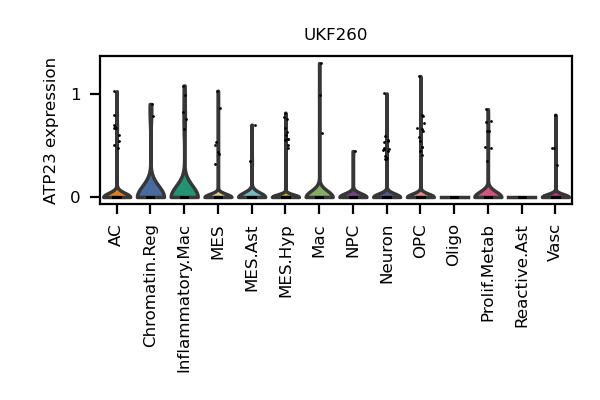 UKF260
ATP23 expression
1
0
AC
Chromatin.Reg
Inflammatory.Mac
MES
MES.Ast
MES.Hyp
Mac
NPC
Neuron
OPC
Oligo
Prolif.Metab
Reactive.Ast
Vasc